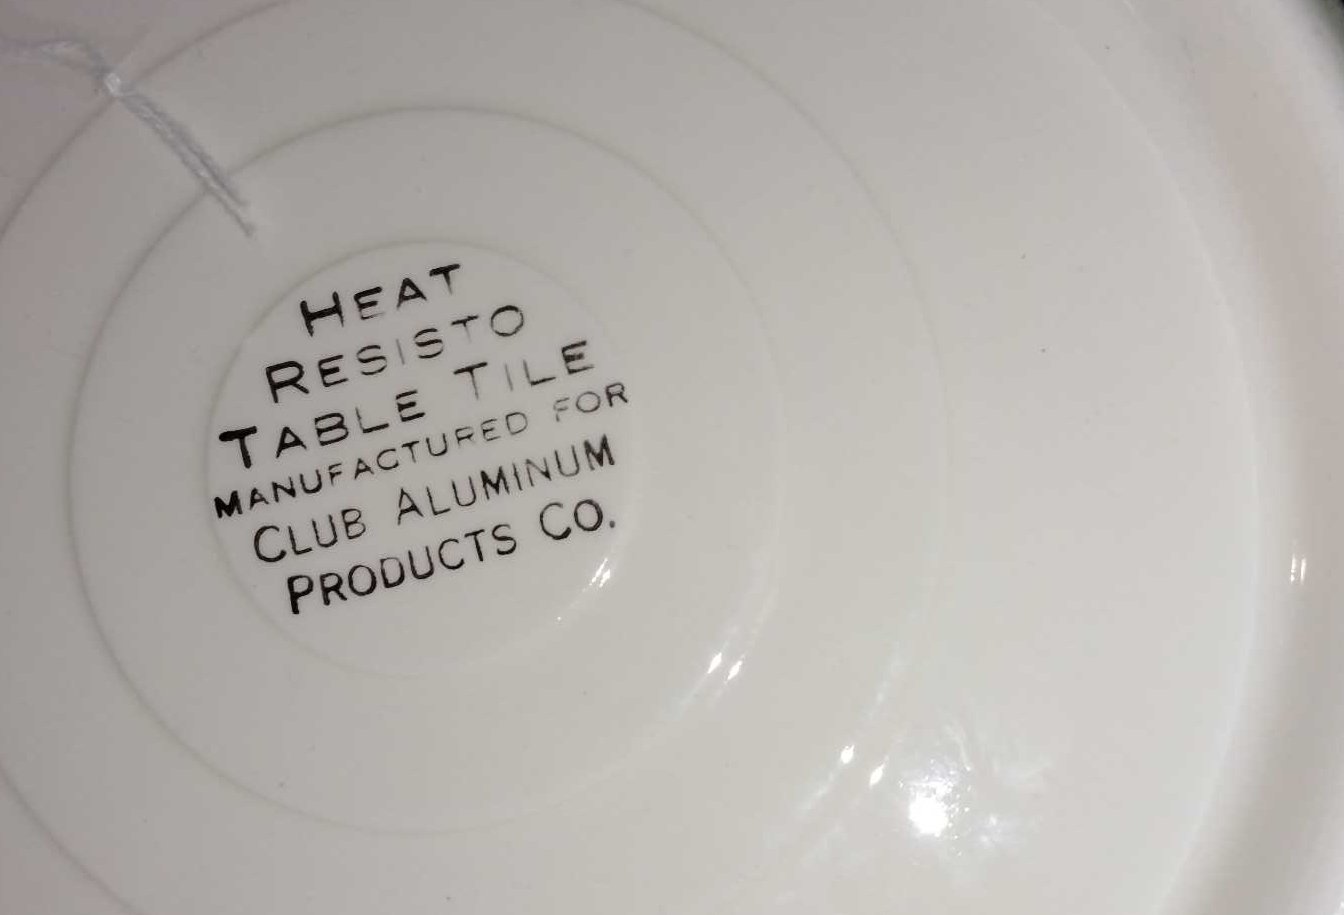 HEAT
RESISTO
TABLE TILE
MANUFACTURED FOR
CLUB ALUMINUM
PRODUCTS CO.